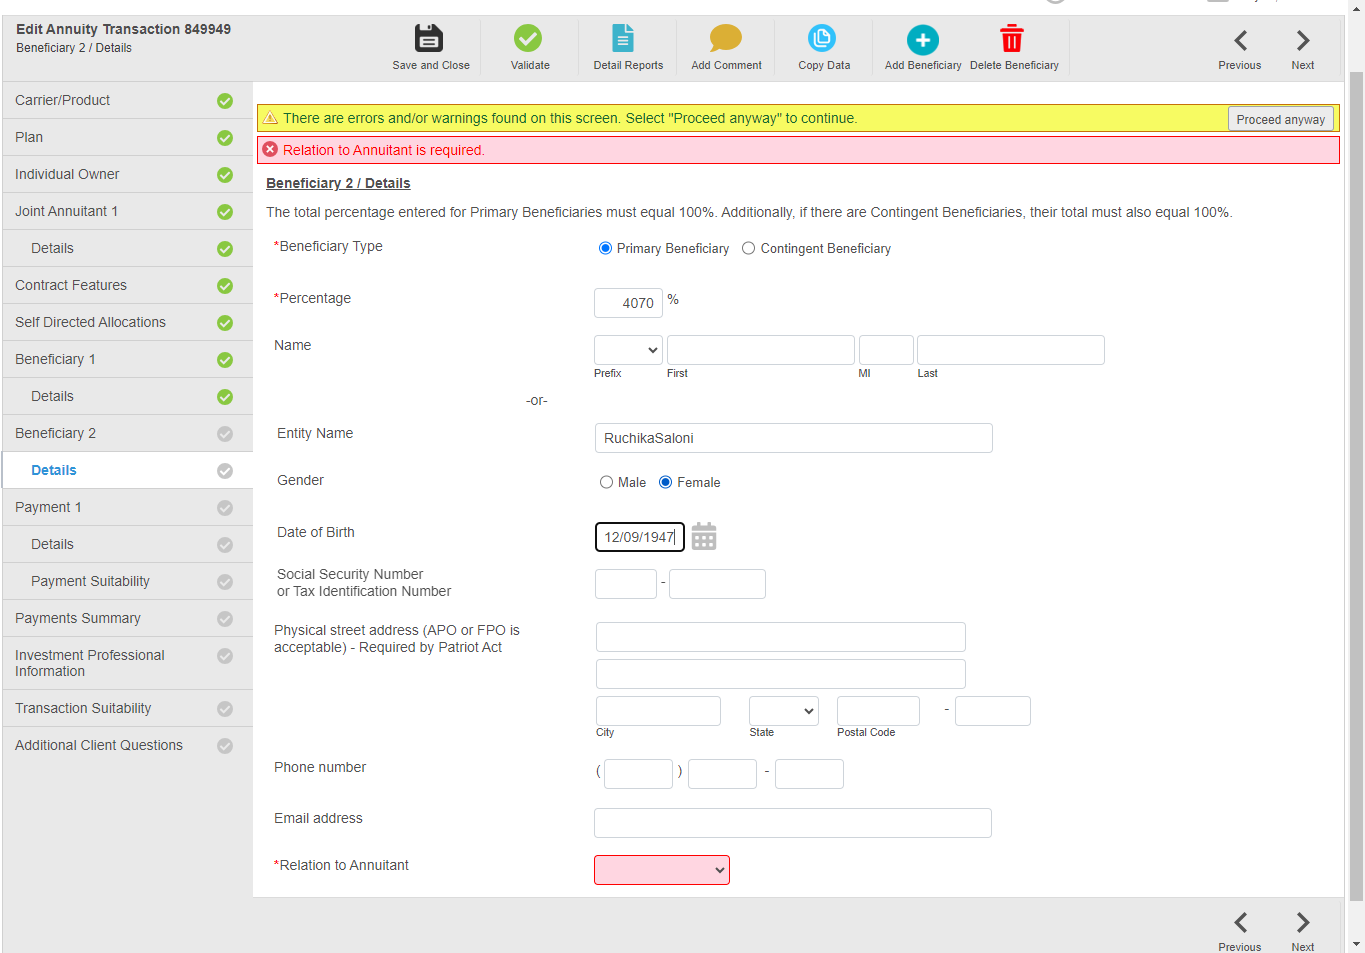 Edit Annuity Transaction 849949
Beneficiary 2 / Details
Save and Close
Validate
Detail Reports
Add Comment
Copy Data
Add Beneficiary
Delete Beneficiary
Previous
Next
Carrier/Product
Plan
Individual Owner
Joint Annuitant 1
Details
Contract Features
Self Directed Allocations
Beneficiary 1
Details
Beneficiary 2
Details
Payment 1
Details
Payment Suitability
Payments Summary
Investment Professional
Information
Transaction Suitability
Additional Client Questions
There are errors and/or warnings found on this screen. Select "Proceed anyway" to continue.
Proceed anyway
Relation to Annuitant is required.
Beneficiary 2 / Details
The total percentage entered for Primary Beneficiaries must equal 100%. Additionally, if there are Contingent Beneficiaries, their total must also equal 100%.
*Beneficiary Type
Primary Beneficiary
Contingent Beneficiary
*Percentage
4070 %
Name
Prefix
First
MI
Last
-or-
Entity Name
RuchikaSaloni
Gender
Male
Female
Date of Birth
12/09/1947
Social Security Number
or Tax Identification Number
-
Physical street address (APO or FPO is
acceptable) - Required by Patriot Act
-
City
State
Postal Code
Phone number
( ) -
Email address
*Relation to Annuitant
Previous
Next